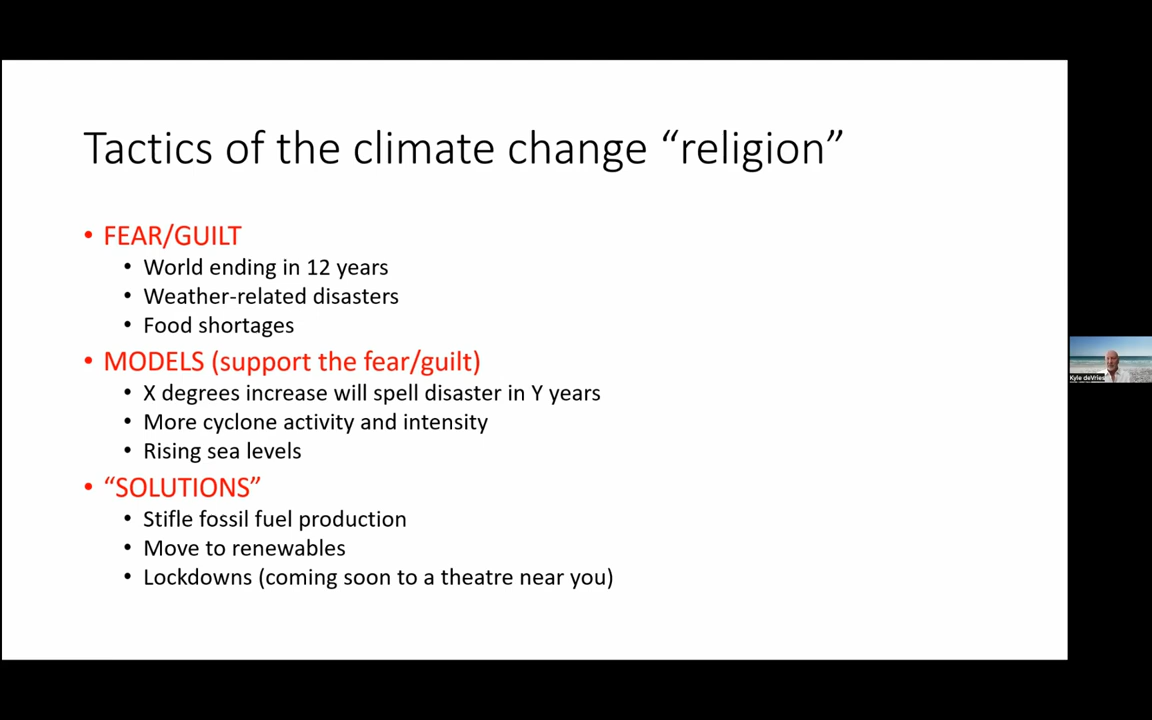 Tactics of the climate change “religion”
• FEAR/GUILT
• World ending in 12 years
• Weather-related disasters
• Food shortages
• MODELS (support the fear/guilt)
• X degrees increase will spell disaster in Y years
• More cyclone activity and intensity
• Rising sea levels
• “SOLUTIONS”
• Stifle fossil fuel production
• Move to renewables
• Lockdowns (coming soon to a theatre near you)
Kyle deVries